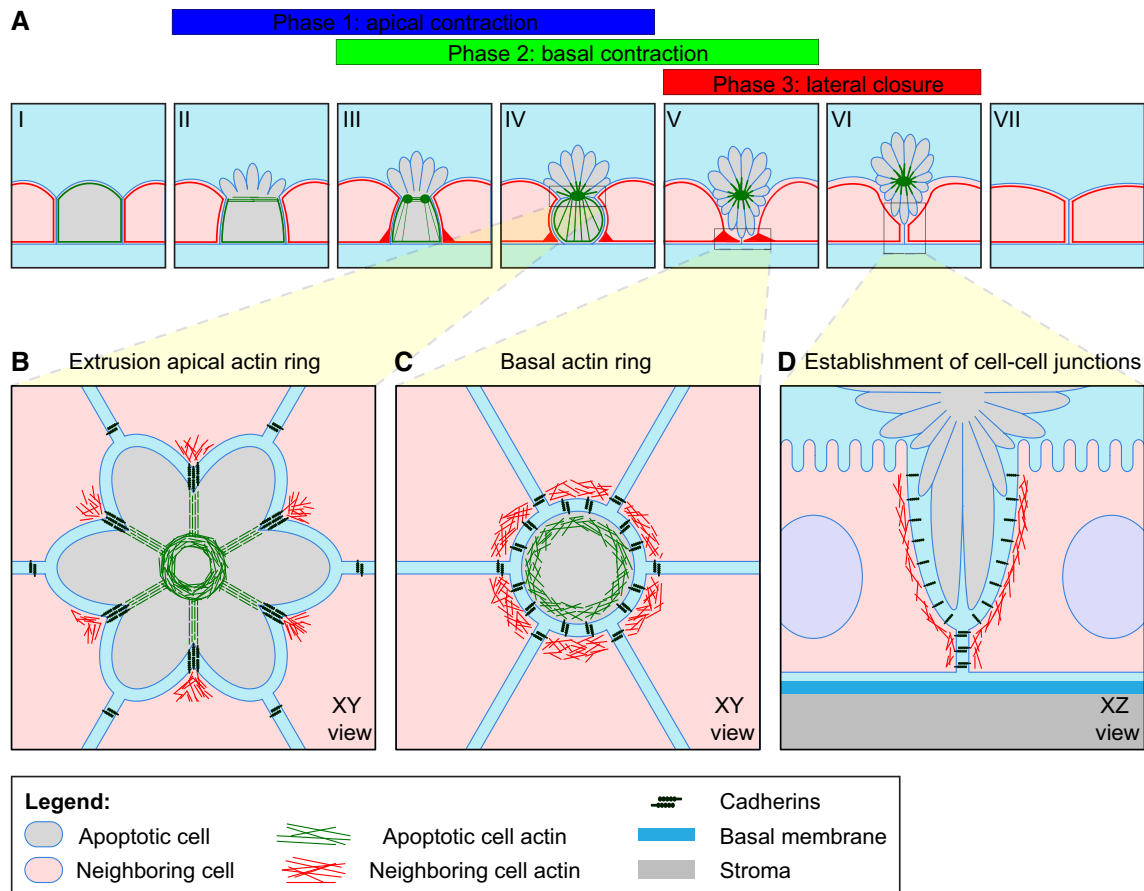 A
Phase 1: apical contraction
Phase 2: basal contraction
Phase 3: lateral closure
I
II
III
IV
V
VI
VII
B
Extrusion apical actin ring
C
Basal actin ring
D
Establishment of cell-cell junctions
XY
view
XY
view
XZ
view
Legend:
Apoptotic cell
Apoptotic cell actin
Cadherins
Basal membrane
Neighboring cell
Neighboring cell actin
Stroma